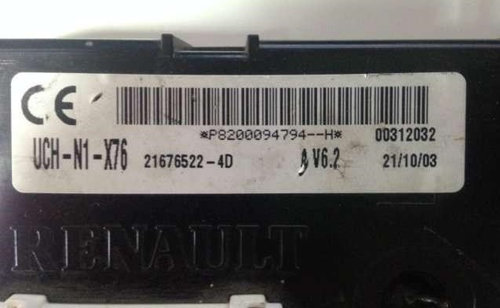 CE
*P8200094794--H* 00312032
UCH-N1-X76 21676522-4D V6.2 21/10/03
RENAULT